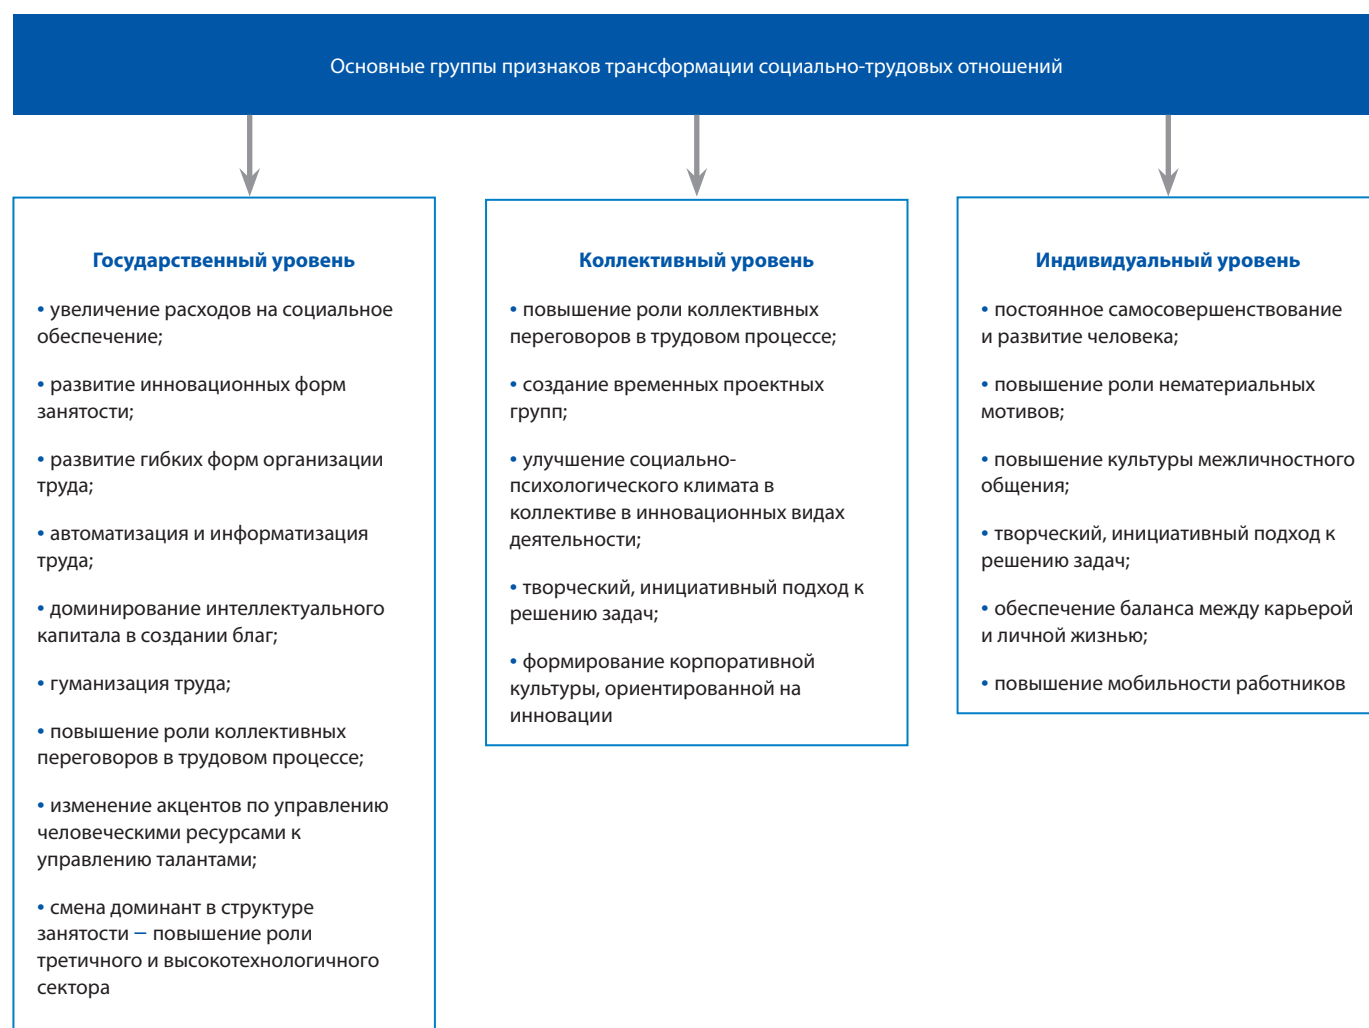 Основные группы признаков трансформации социально-трудовых отношений
Государственный уровень
• увеличение расходов на социальное
обеспечение;
• развитие инновационных форм
занятости;
• развитие гибких форм организации
труда;
• автоматизация и информатизация
труда;
• доминирование интеллектуального
капитала в создании благ;
• гуманизация труда;
• повышение роли коллективных
переговоров в трудовом процессе;
• изменение акцентов по управлению
человеческими ресурсами к
управлению талантами;
• смена доминант в структуре
занятости – повышение роли
третичного и высокотехнологичного
сектора
Коллективный уровень
• повышение роли коллективных
переговоров в трудовом процессе;
• создание временных проектных
групп;
• улучшение социально-
психологического климата в
коллективе в инновационных видах
деятельности;
• творческий, инициативный подход к
решению задач;
• формирование корпоративной
культуры, ориентированной на
инновации
Индивидуальный уровень
• постоянное самосовершенствование
и развитие человека;
• повышение роли нематериальных
мотивов;
• повышение культуры межличностного
общения;
• творческий, инициативный подход к
решению задач;
• обеспечение баланса между карьерой
и личной жизнью;
• повышение мобильности работников